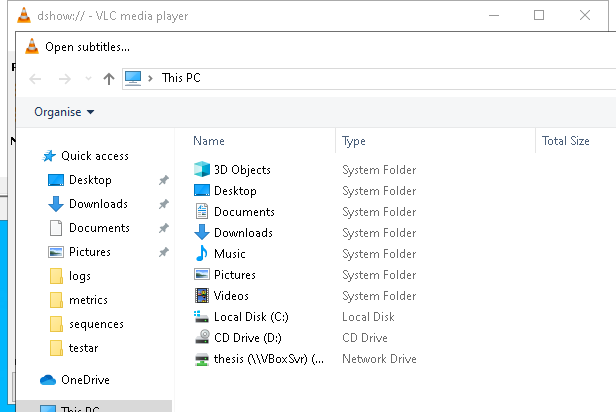 dshow:// - VLC media player
Open subtitles...
This PC
Organise
Name Type Total Size
Quick access
Desktop
Downloads
Documents
Pictures
logs
metrics
sequences
testar
OneDrive
This PC
3D Objects System Folder
Desktop System Folder
Documents System Folder
Downloads System Folder
Music System Folder
Pictures System Folder
Videos System Folder
Local Disk (C:) Local Disk
CD Drive (D:) CD Drive
thesis (\\VBoxSvr) (... Network Drive